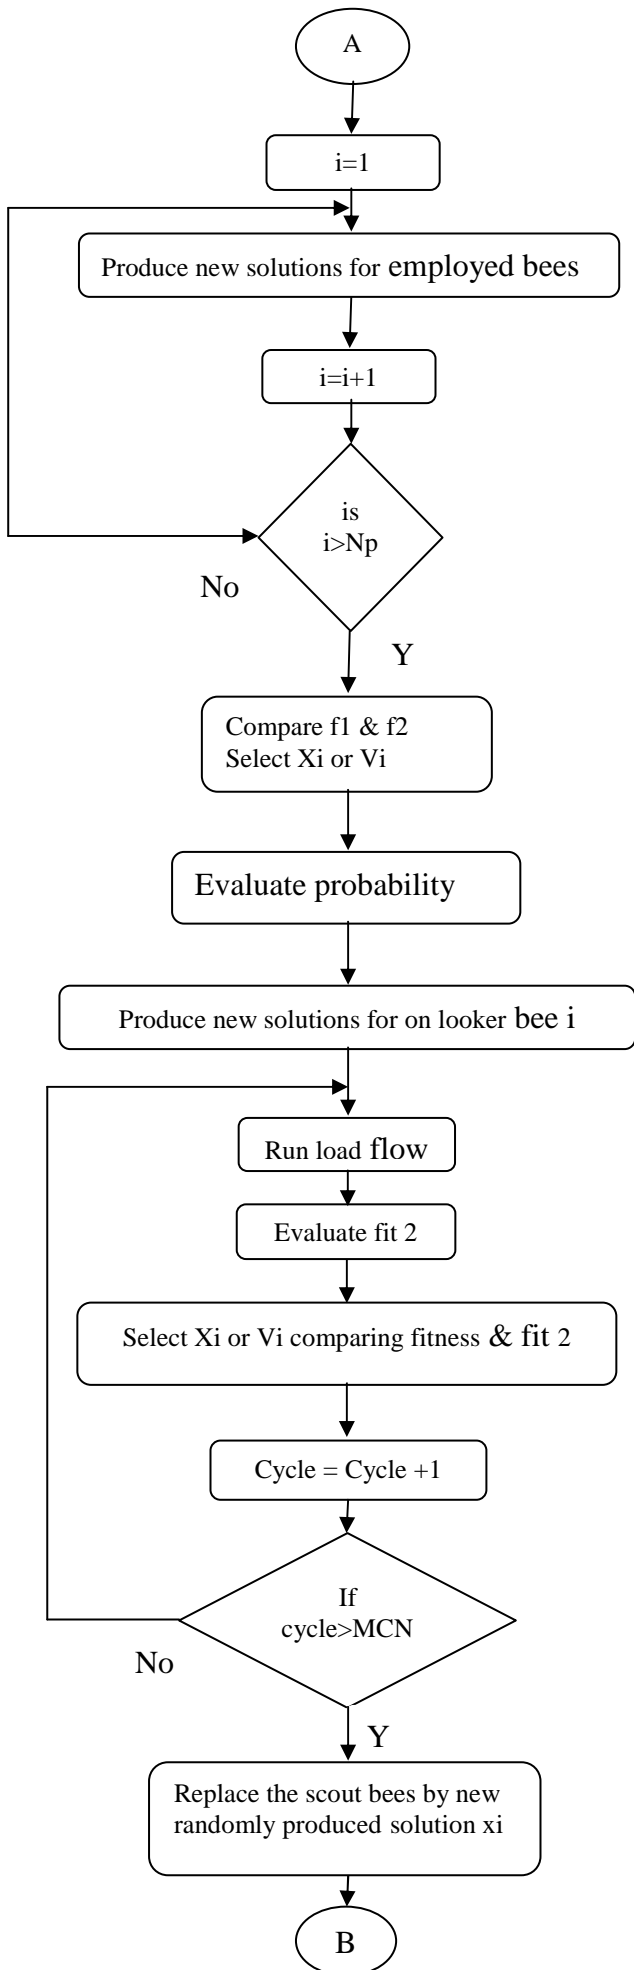 A
i=1
Produce new solutions for employed bees
i=i+1
is
i>Np
No
Y
Compare f1 & f2
Select Xi or Vi
Evaluate probability
Produce new solutions for on looker bee i
Run load flow
Evaluate fit 2
Select Xi or Vi comparing fitness & fit 2
Cycle = Cycle +1
If
cycle>MCN
No
Y
Replace the scout bees by new
randomly produced solution xi
B